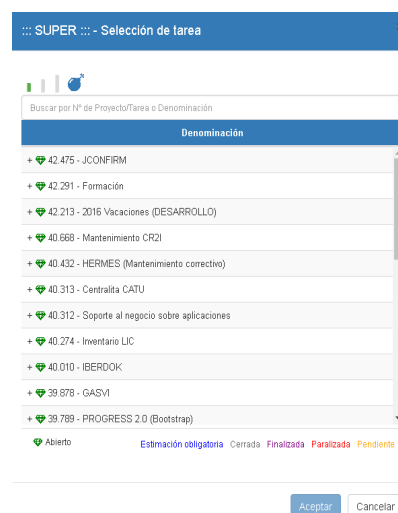 ::: SUPER ::: - Selección de tarea
Buscar por Nº de Proyecto/Tarea o Denominación
Denominación
+ 42.475 - JCONFIRM
+ 42.291 - Formación
+ 42.213 - 2016 Vacaciones (DESARROLLO)
+ 40.668 - Mantenimiento CR2I
+ 40.432 - HERMES (Mantenimiento correctivo)
+ 40.313 - Centralita CATU
+ 40.312 - Soporte al negocio sobre aplicaciones
+ 40.274 - Inventario LIC
+ 40.010 - IBERDOK
+ 39.878 - GASVI
+ 39.789 - PROGRESS 2.0 (Bootstrap)
Abierto Estimación obligatoria Cerrada Finalizada Paralizada Pendiente
Aceptar Cancelar